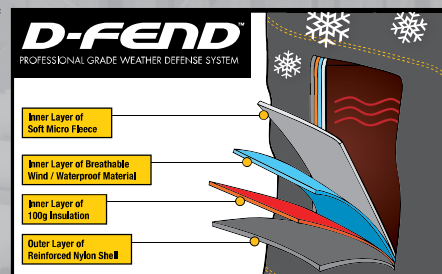 D-FEND™
PROFESSIONAL GRADE WEATHER DEFENSE SYSTEM
Inner Layer of
Soft Micro Fleece
Inner Layer of Breathable
Wind / Waterproof Material
Inner Layer of
100g Insulation
Outer Layer of
Reinforced Nylon Shell